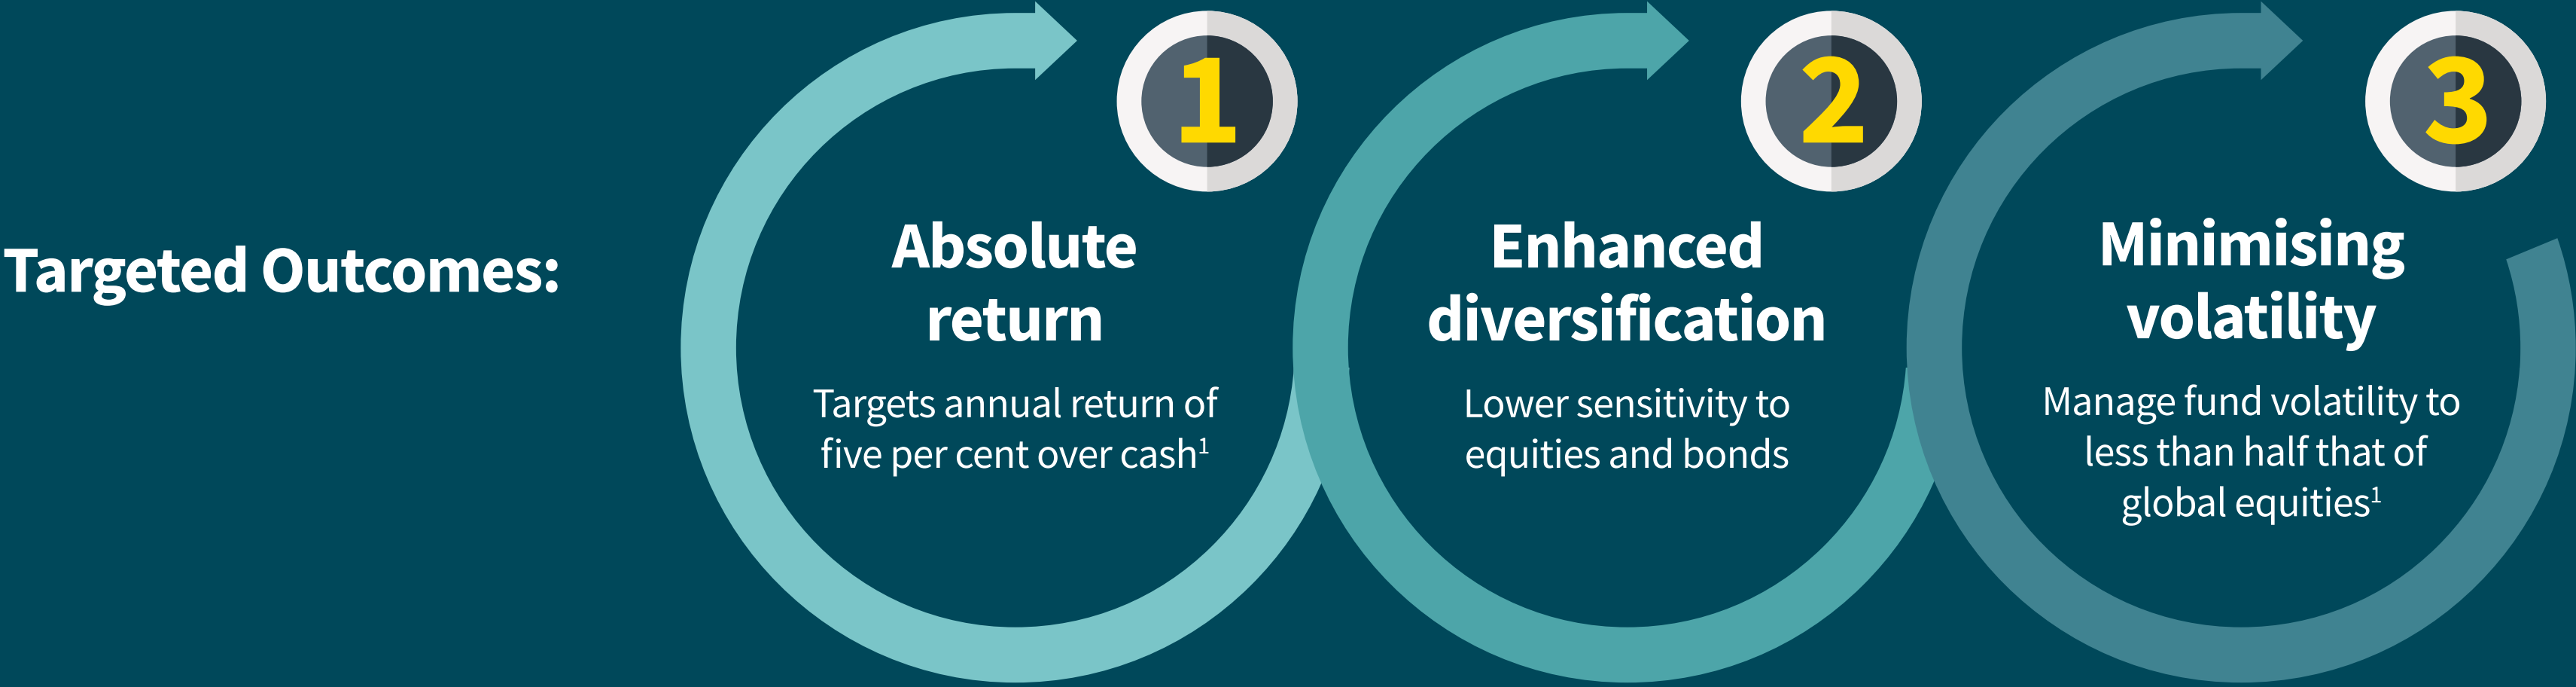 Targeted Outcomes:
1
Absolute
return
Targets annual return of
five per cent over cash¹
2
Enhanced
diversification
Lower sensitivity to
equities and bonds
3
Minimising
volatility
Manage fund volatility to
less than half that of
global equities¹